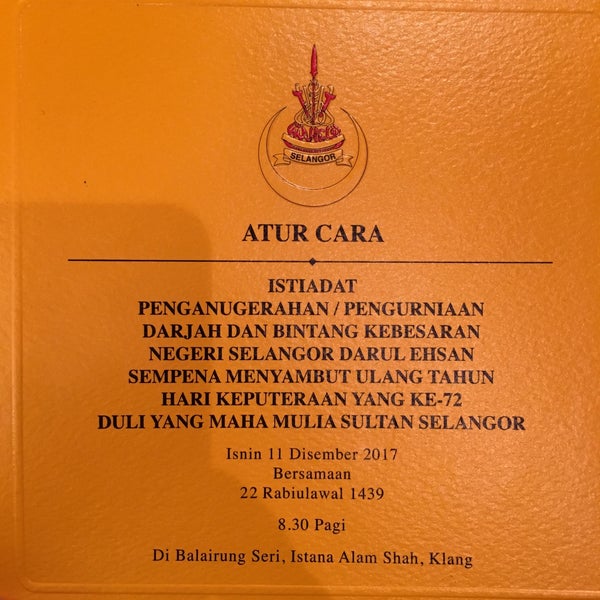 SELANGOR
ATUR CARA
ISTIADAT
PENGANUGERAHAN / PENGURNIAAN
DARJAH DAN BINTANG KEBESARAN
NEGERI SELANGOR DARUL EHSAN
SEMPENA MENYAMBUT ULANG TAHUN
HARI KEPUTERAAN YANG KE-72
DULI YANG MAHA MULIA SULTAN SELANGOR
Isnin 11 Disember 2017
Bersamaan
22 Rabiulawal 1439
8.30 Pagi
Di Balairung Seri, Istana Alam Shah, Klang